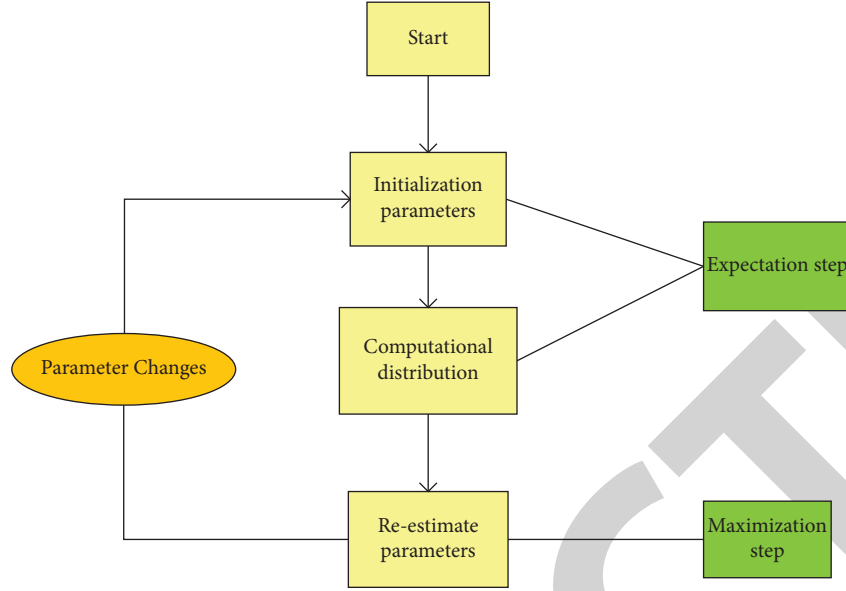 Start
Initialization
parameters
Expectation step
Computational
distribution
Parameter Changes
Re-estimate
parameters
Maximization
step